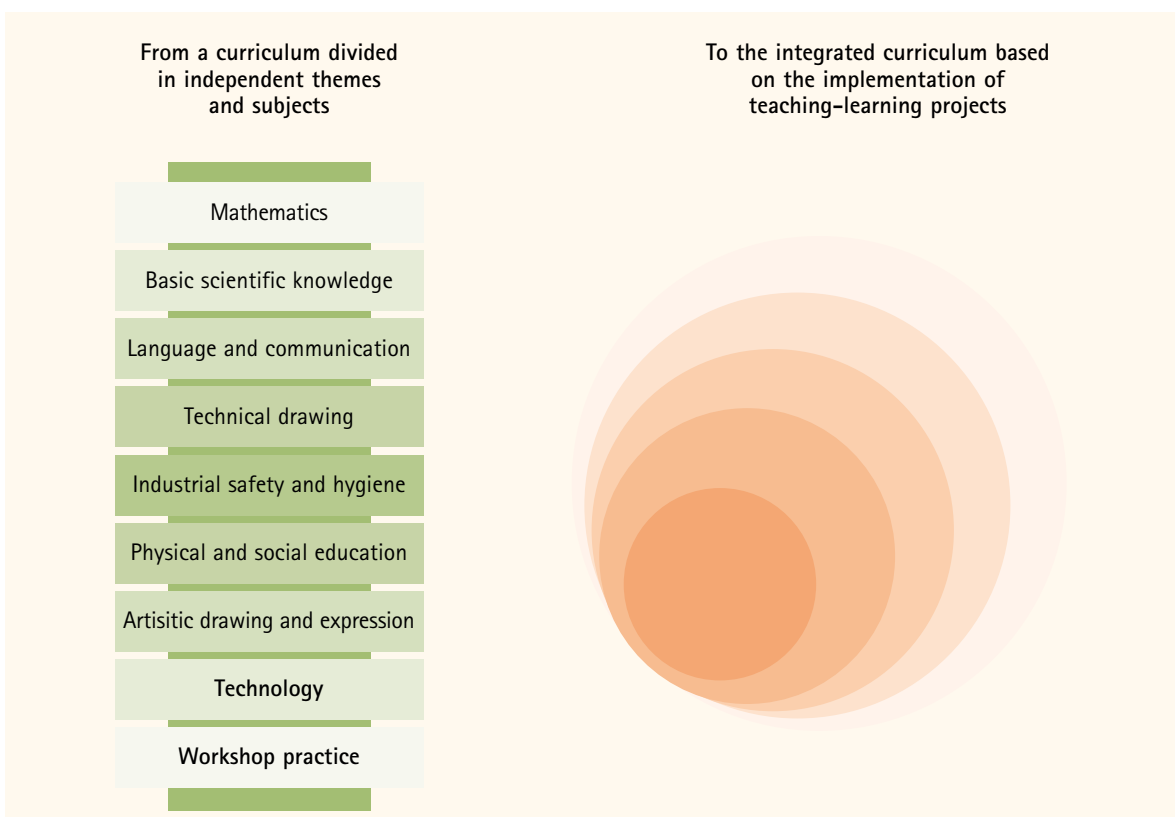 From a curriculum divided
in independent themes
and subjects
To the integrated curriculum based
on the implementation of
teaching-learning projects
Mathematics
Basic scientific knowledge
Language and communication
Technical drawing
Industrial safety and hygiene
Physical and social education
Artisitic drawing and expression
Technology
Workshop practice